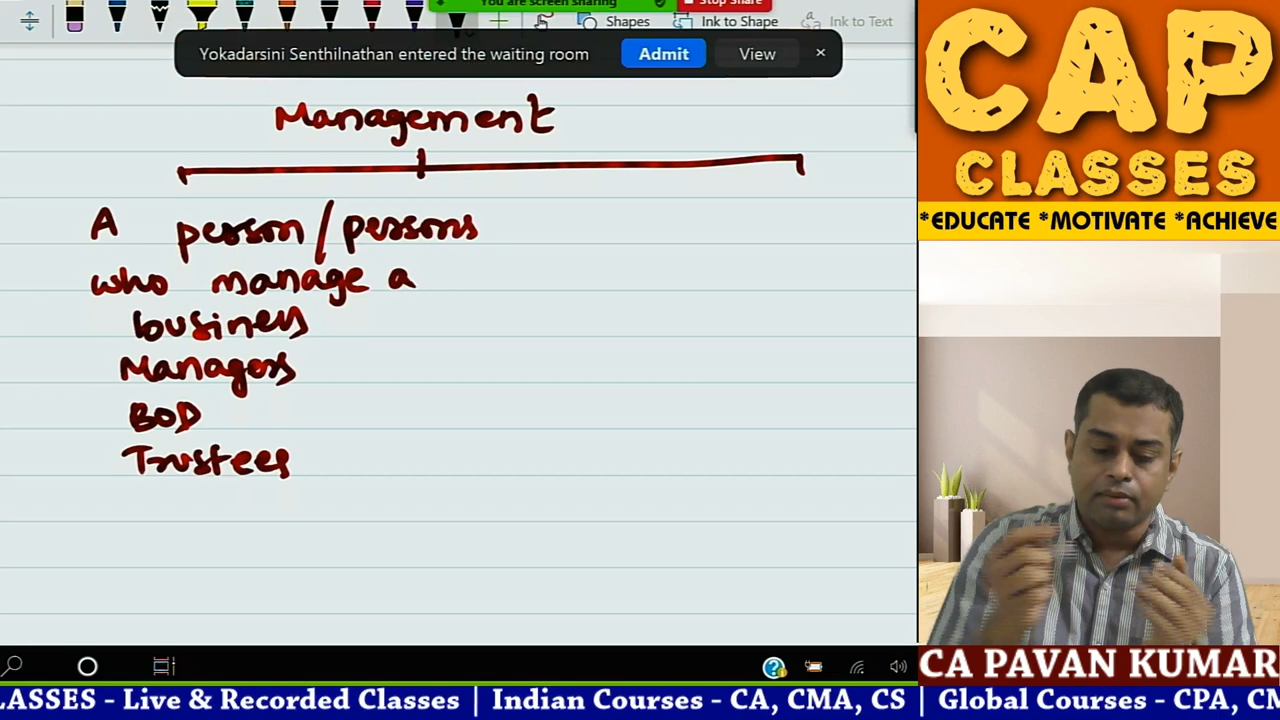 You are screen sharing
Stop Share
Shapes
Ink to Shape
Ink to Text
Yokadarsini Senthilnathan entered the waiting room
Admit
View
Management
A person/persons
who manage a
business
Managers
BOD
Trustees
CAP
CLASSES
*EDUCATE *MOTIVATE *ACHIEVE
CA PAVAN KUMAR
LASSES - Live & Recorded Classes | Indian Courses - CA, CMA, CS | Global Courses - CPA, CM